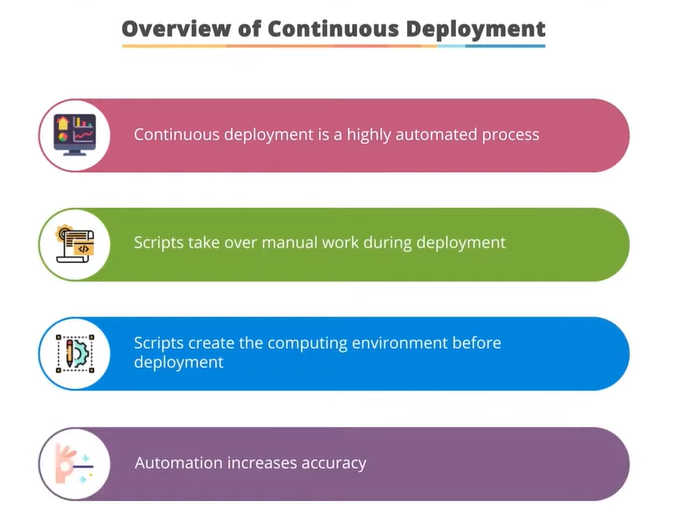 Overview of Continuous Deployment
Continuous deployment is a highly automated process
Scripts take over manual work during deployment
Scripts create the computing environment before
deployment
Automation increases accuracy